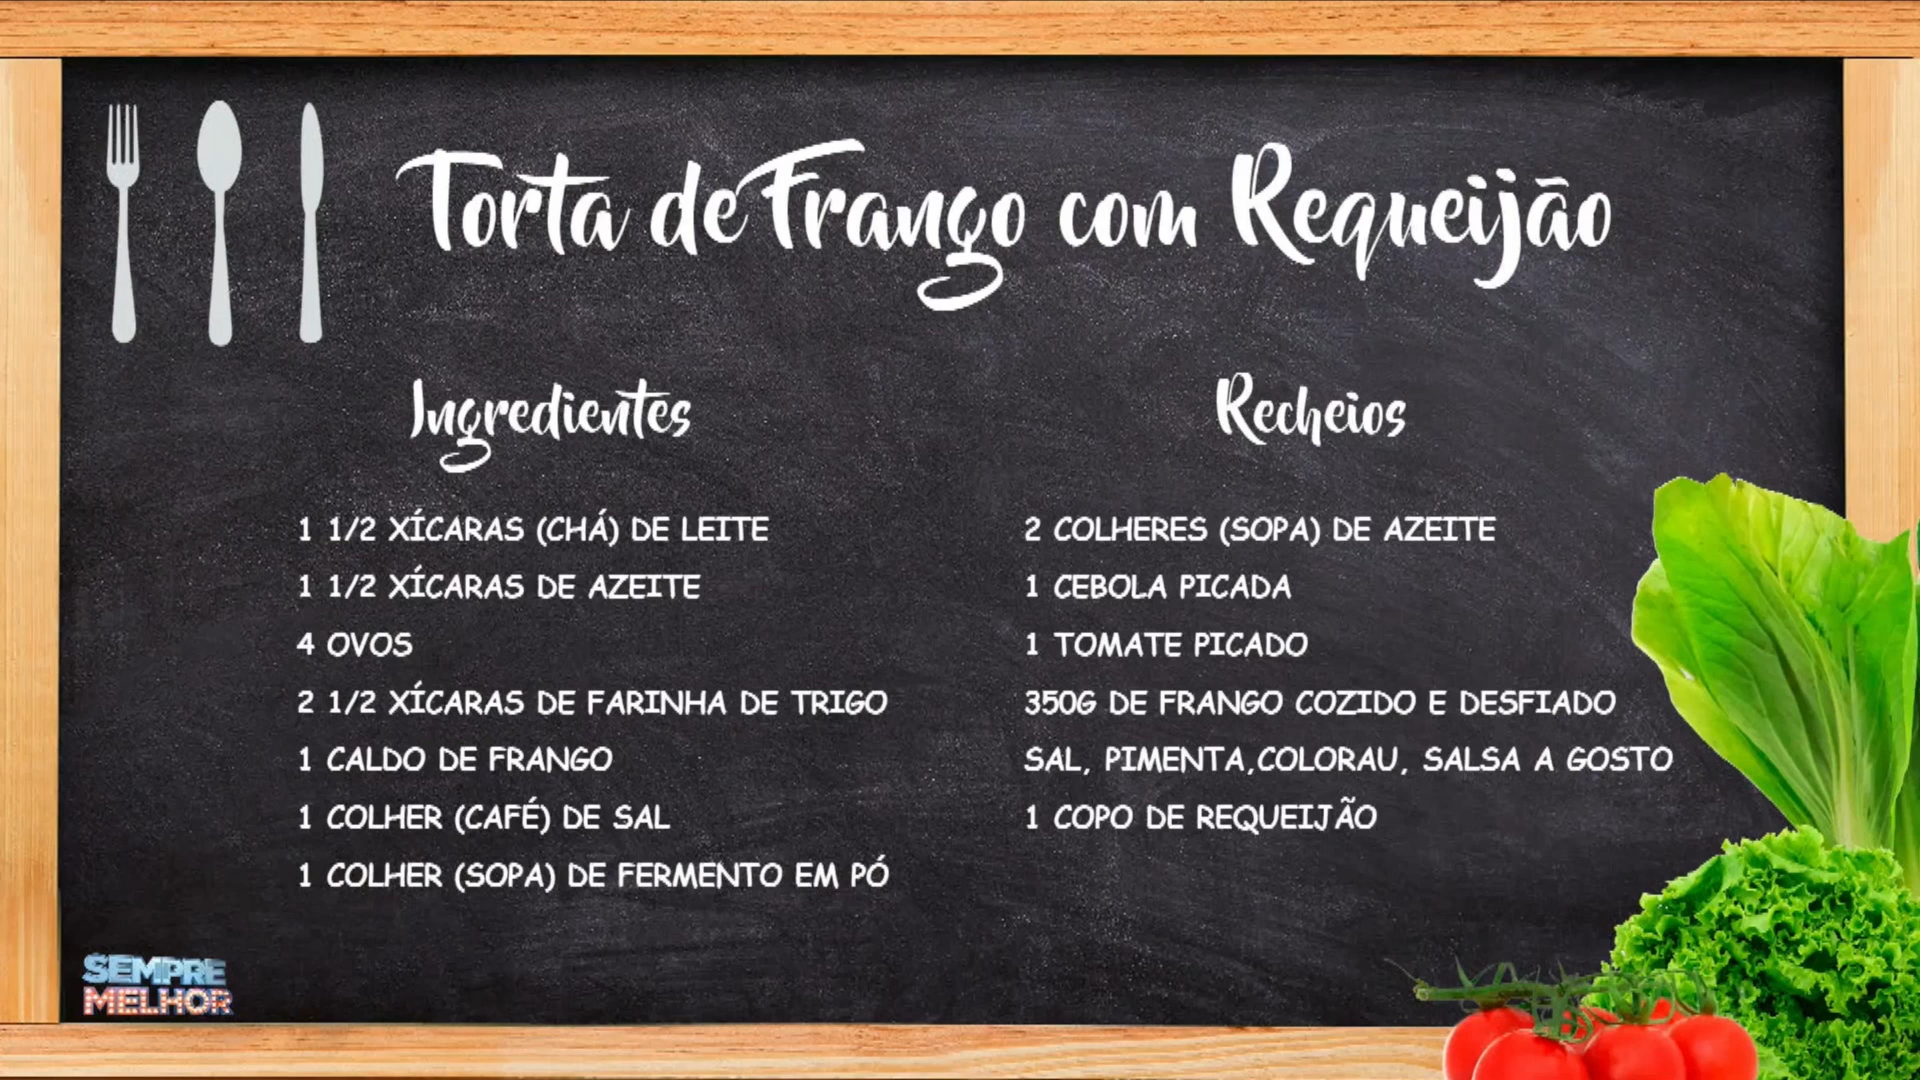 Torta de Frango com Requeijão
Ingredientes
1 1/2 XÍCARAS (CHÁ) DE LEITE
1 1/2 XÍCARAS DE AZEITE
4 OVOS
2 1/2 XÍCARAS DE FARINHA DE TRIGO
1 CALDO DE FRANGO
1 COLHER (CAFÉ) DE SAL
1 COLHER (SOPA) DE FERMENTO EM PÓ
Recheios
2 COLHERES (SOPA) DE AZEITE
1 CEBOLA PICADA
1 TOMATE PICADO
350G DE FRANGO COZIDO E DESFIADO
SAL, PIMENTA,COLORAU, SALSA A GOSTO
1 COPO DE REQUEIJÃO
SEMPRE
MELHOR